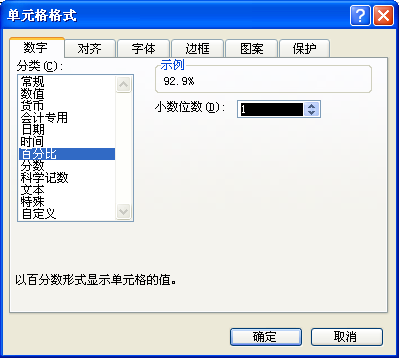 单元格格式
数字 对齐 字体 边框 图案 保护
分类(C):
常规
数值
货币
会计专用
日期
时间
百分比
分数
科学记数
文本
特殊
自定义
示例
92.9%
小数位数(D): 1
以百分数形式显示单元格的值。
确定 取消